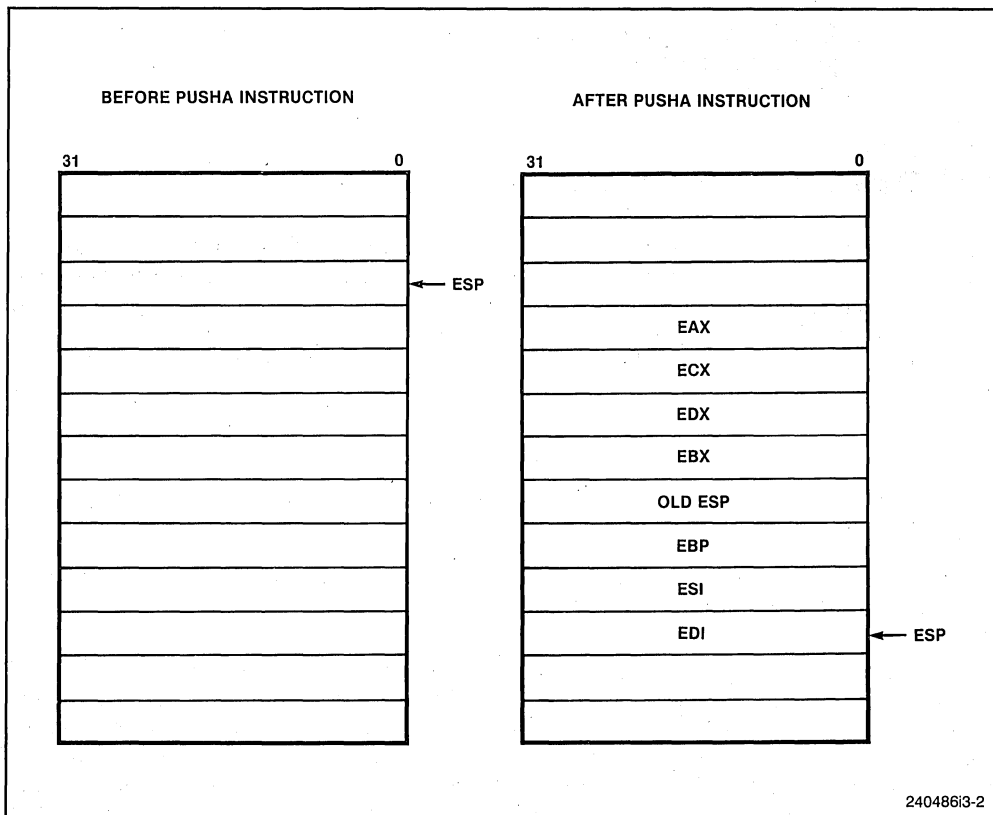 BEFORE PUSHA INSTRUCTION
AFTER PUSHA INSTRUCTION
31 0
31 0
ESP
EAX
ECX
EDX
EBX
OLD ESP
EBP
ESI
EDI
ESP
240486i3-2